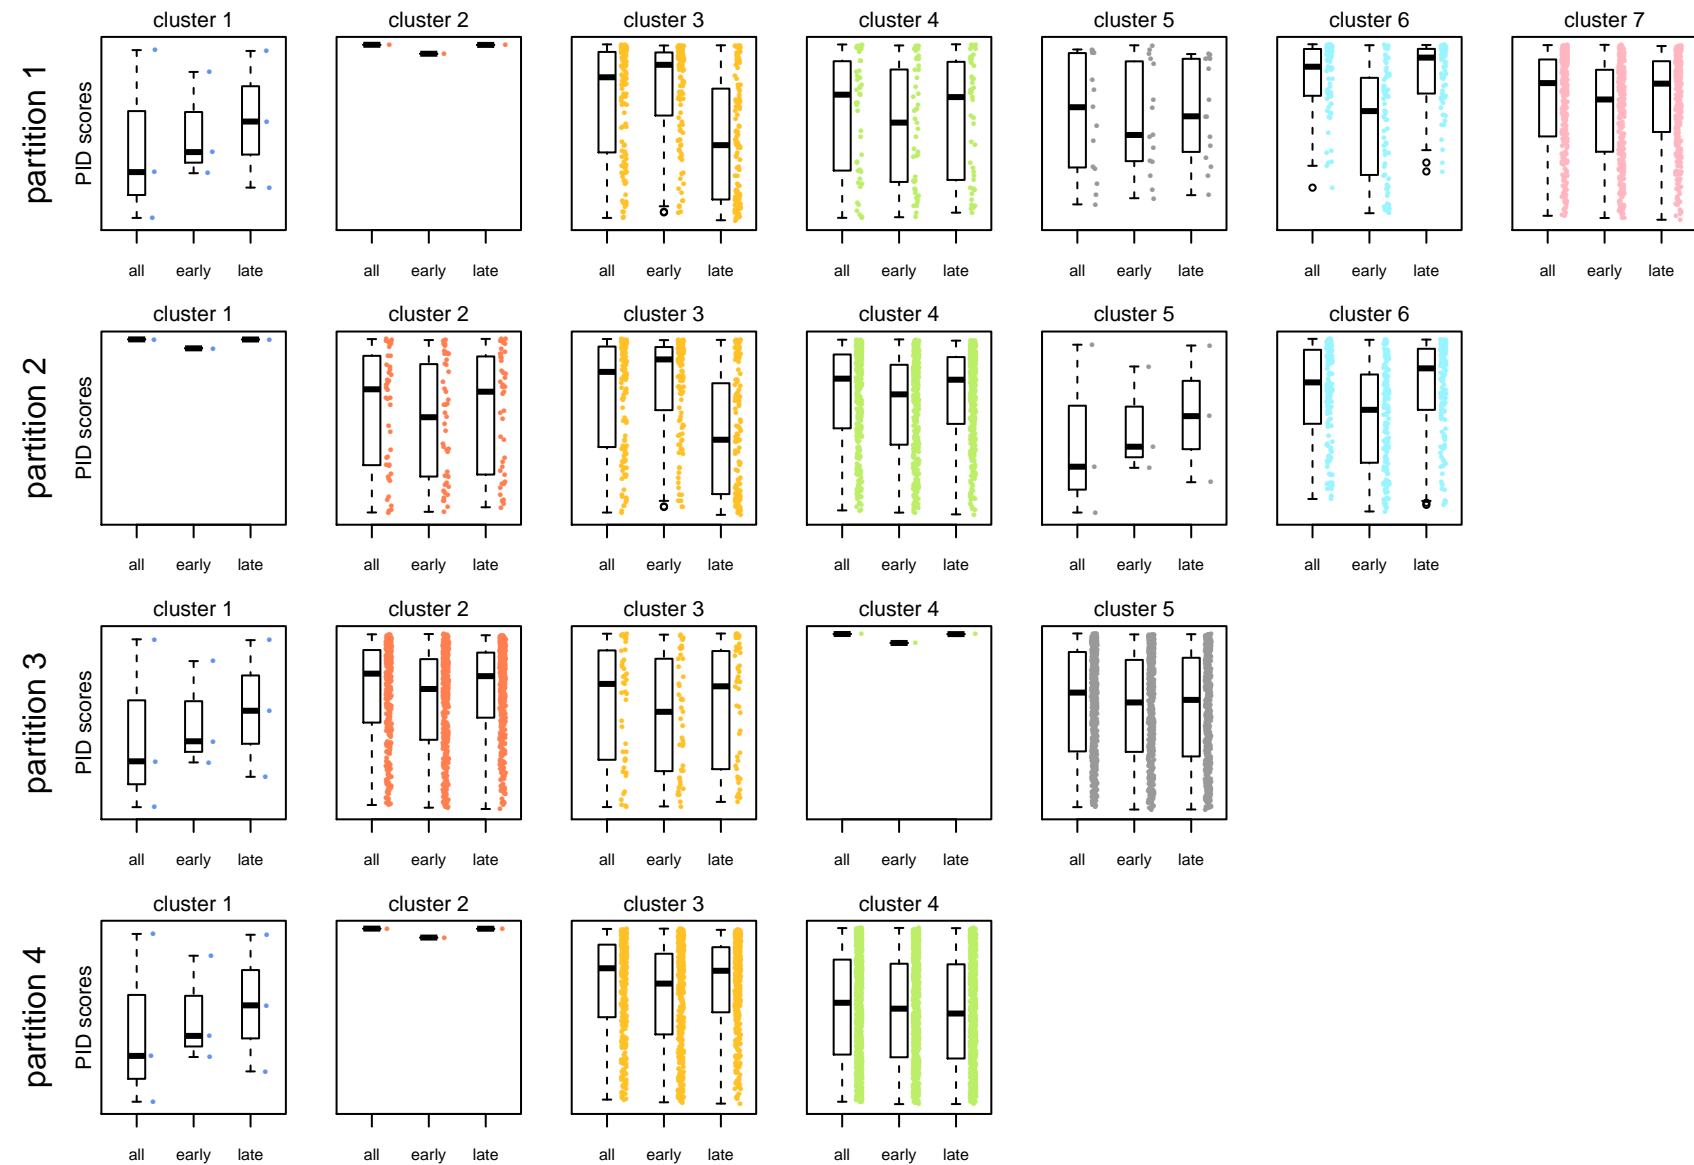 cluster 1 cluster 2 cluster 3 cluster 4 cluster 5 cluster 6 cluster 7
partition 1
PID scores
all early late all early late all early late all early late all early late all early late all early late
cluster 1 cluster 2 cluster 3 cluster 4 cluster 5 cluster 6
partition 2
PID scores
all early late all early late all early late all early late all early late all early late
cluster 1 cluster 2 cluster 3 cluster 4 cluster 5
partition 3
PID scores
all early late all early late all early late all early late all early late
cluster 1 cluster 2 cluster 3 cluster 4
partition 4
PID scores
all early late all early late all early late all early late